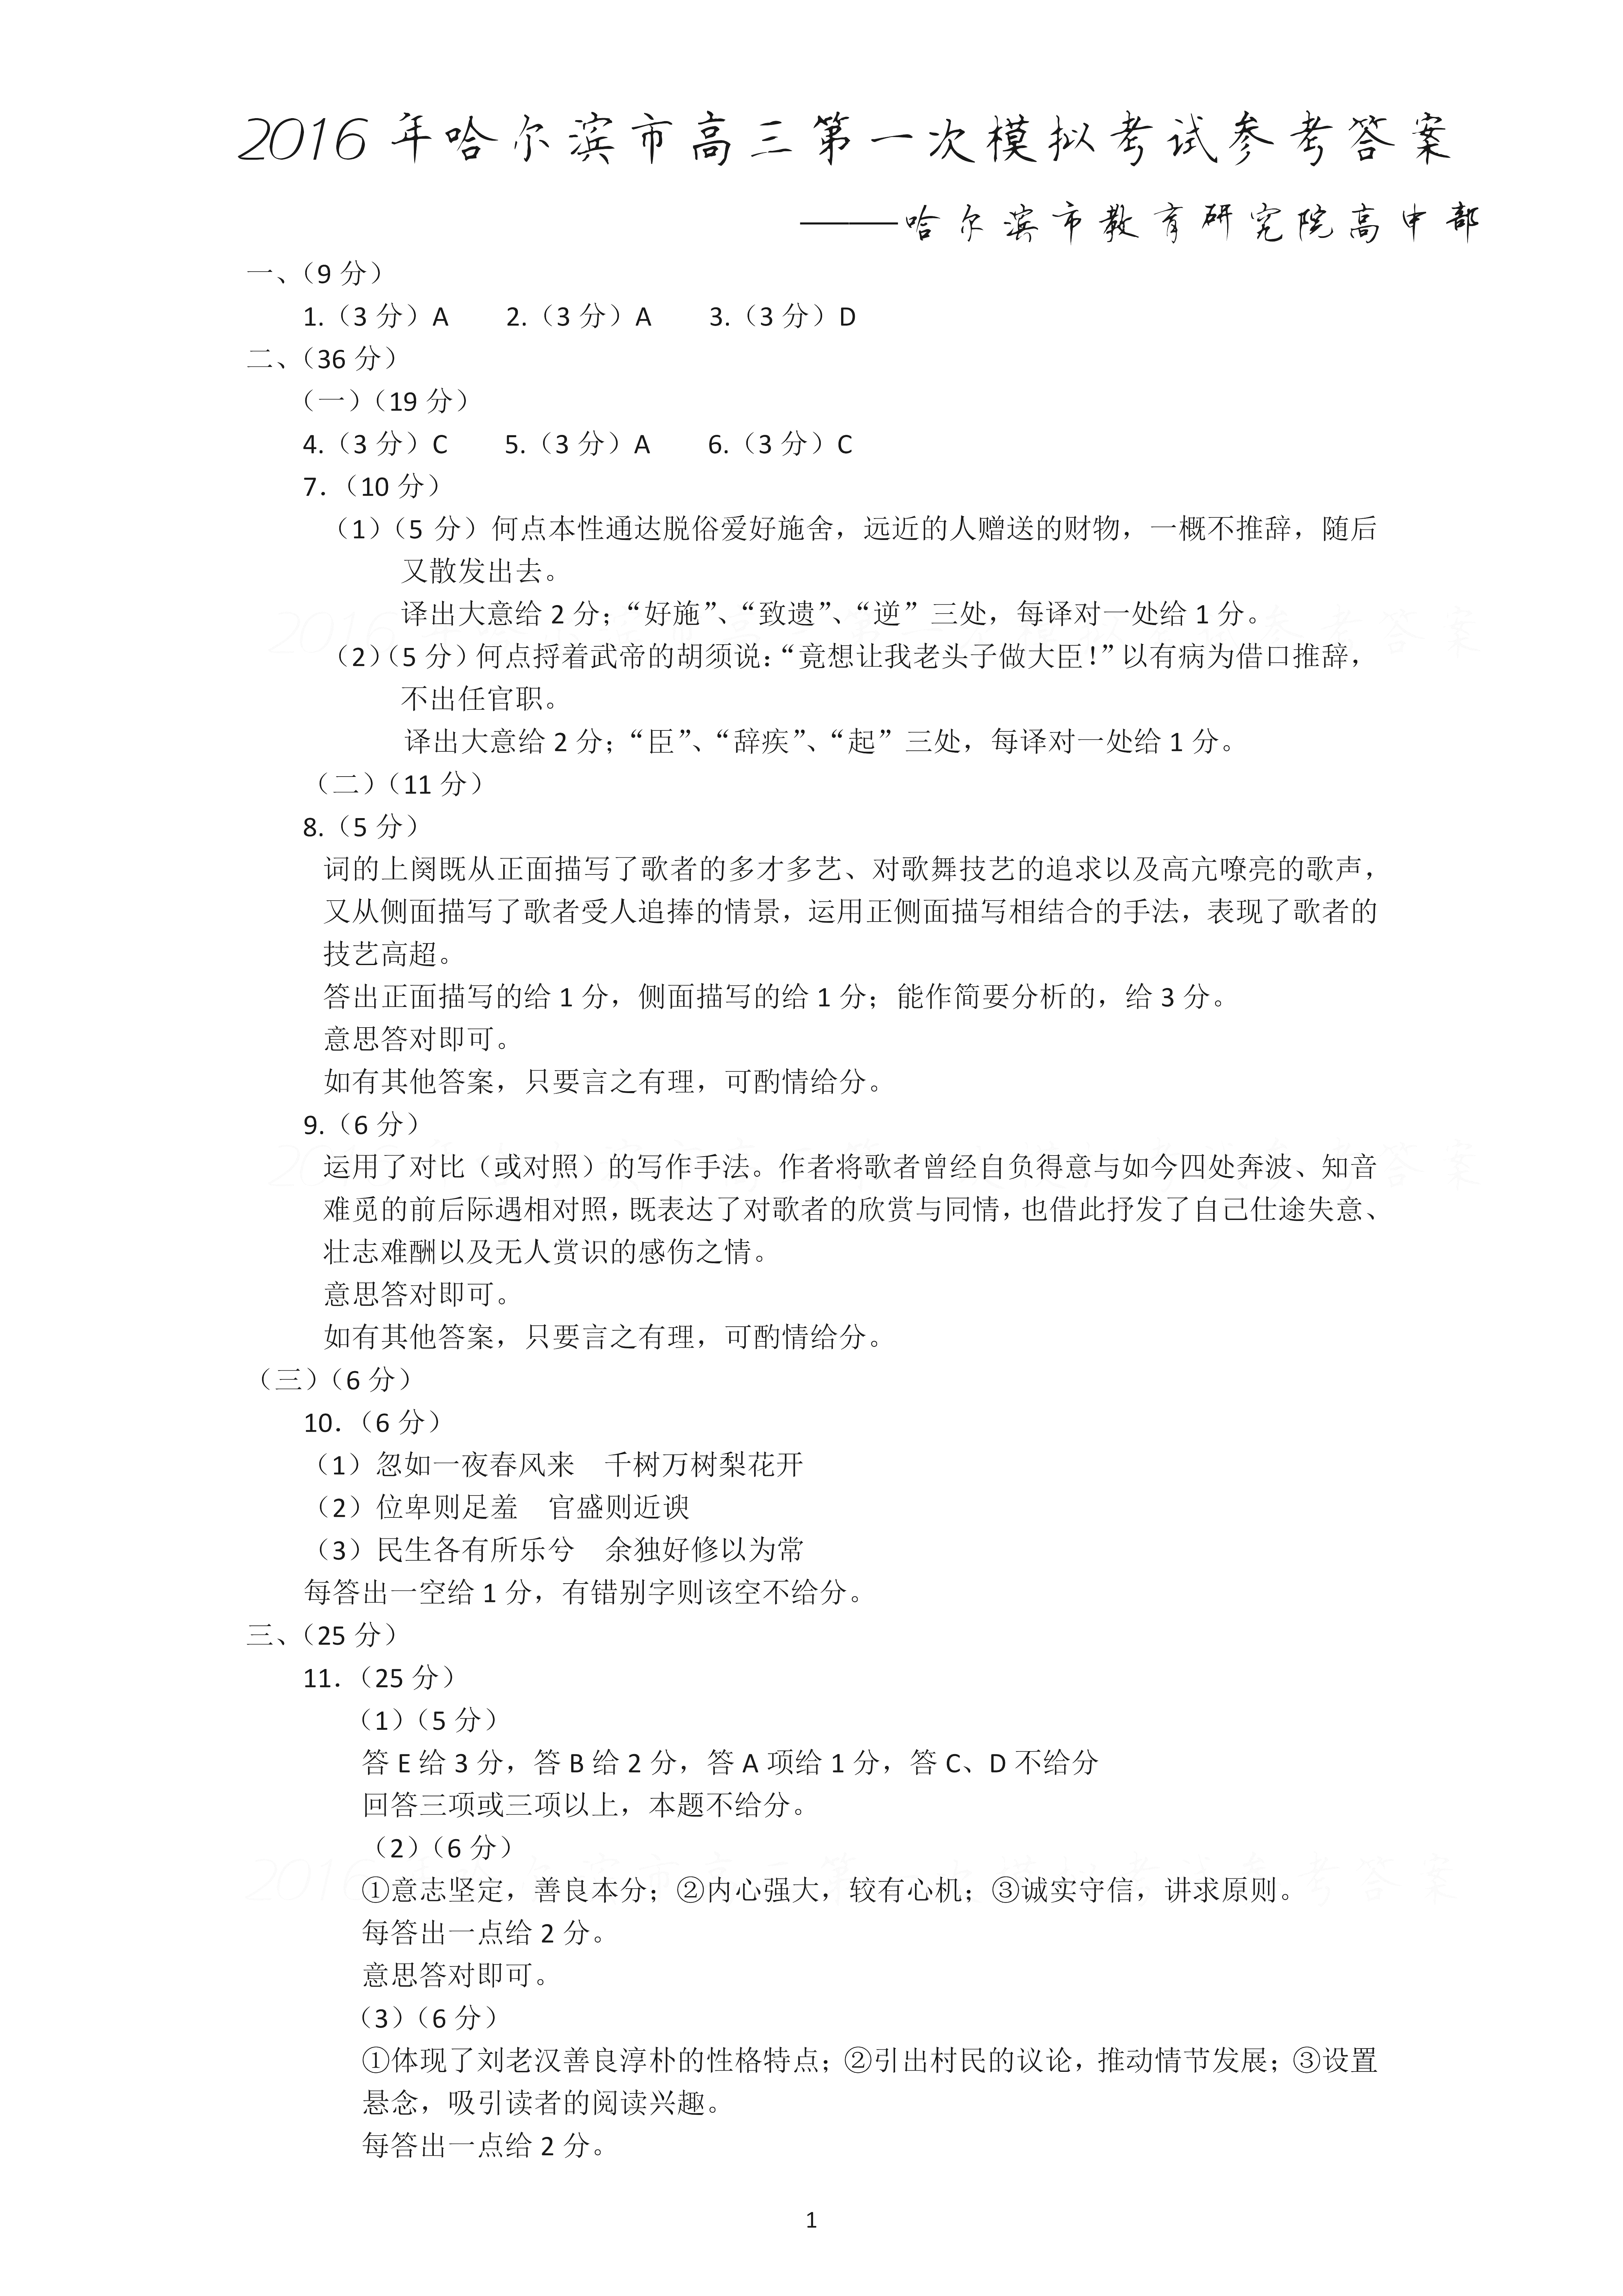 2016年哈尔滨市高三第一次模拟考试参考答案
——哈尔滨市教育研究院高中部
一、（9分）
1.（3分）A 2.（3分）A 3.（3分）D
二、（36分）
（一）（19分）
4.（3分）C 5.（3分）A 6.（3分）C
7.（10分）
（1）（5分）何点本性通达脱俗爱好施舍，远近的人赠送的财物，一概不推辞，随后
又散发出去。
译出大意给2分；“好施”、“致遗”、“逆”三处，每译对一处给1分。
（2）（5分）何点捋着武帝的胡须说：“竟想让我老头子做大臣！”以有病为借口推辞，
不出任官职。
译出大意给2分；“臣”、“辞疾”、“起”三处，每译对一处给1分。
（二）（11分）
8.（5分）
词的上阕既从正面描写了歌者的多才多艺、对歌舞技艺的追求以及高亢嘹亮的歌声，
又从侧面描写了歌者受人追捧的情景，运用正侧面描写相结合的手法，表现了歌者的
技艺高超。
答出正面描写的给1分，侧面描写的给1分；能作简要分析的，给3分。
意思答对即可。
如有其他答案，只要言之有理，可酌情给分。
9.（6分）
运用了对比（或对照）的写作手法。作者将歌者曾经自负得意与如今四处奔波、知音
难觅的前后际遇相对照，既表达了对歌者的欣赏与同情，也借此抒发了自己仕途失意、
壮志难酬以及无人赏识的感伤之情。
意思答对即可。
如有其他答案，只要言之有理，可酌情给分。
（三）（6分）
10.（6分）
（1）忽如一夜春风来 千树万树梨花开
（2）位卑则足羞 官盛则近谀
（3）民生各有所乐兮 余独好修以为常
每答出一空给1分，有错别字则该空不给分。
三、（25分）
11.（25分）
（1）（5分）
答E给3分，答B给2分，答A项给1分，答C、D不给分
回答三项或三项以上，本题不给分。
（2）（6分）
①意志坚定，善良本分；②内心强大，较有心机；③诚实守信，讲求原则。
每答出一点给2分。
意思答对即可。
（3）（6分）
①体现了刘老汉善良淳朴的性格特点；②引出村民的议论，推动情节发展；③设置
悬念，吸引读者的阅读兴趣。
每答出一点给2分。
1